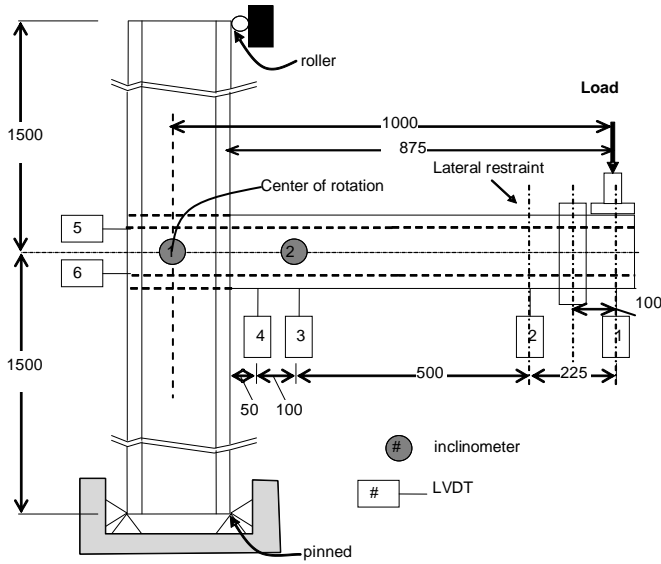 roller
Load
1500
1000
875
Lateral restraint
Center of rotation
5
1
2
6
100
4
3
2
1
1500
500
225
50
100
#
inclinometer
#
LVDT
pinned